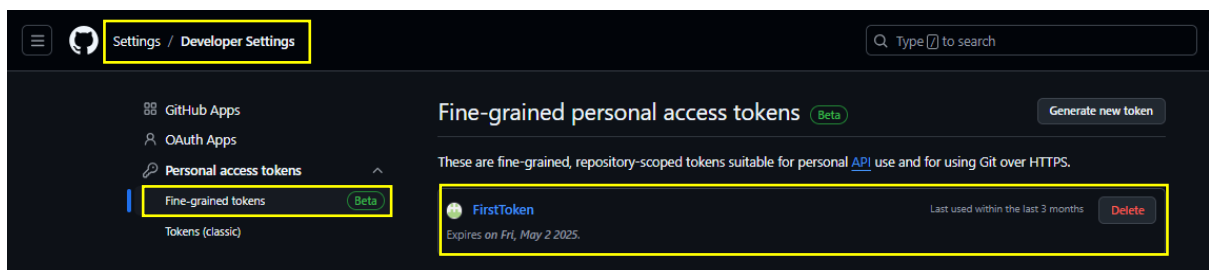 Settings / Developer Settings
Type / to search
GitHub Apps
OAuth Apps
Personal access tokens
Fine-grained tokens Beta
Tokens (classic)
Fine-grained personal access tokens Beta
Generate new token
These are fine-grained, repository-scoped tokens suitable for personal API use and for using Git over HTTPS.
FirstToken
Last used within the last 3 months
Delete
Expires on Fri, May 2 2025.